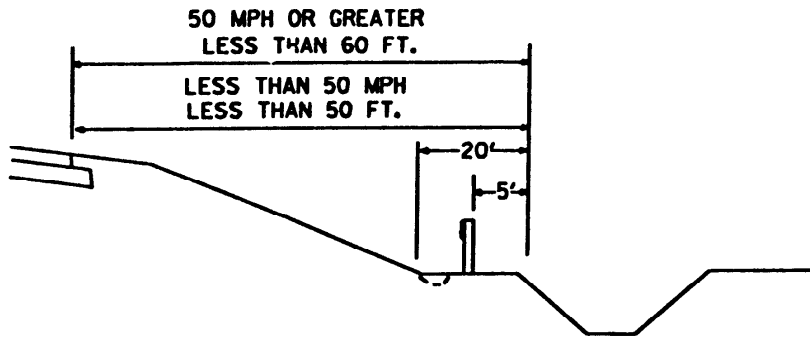 50 MPH OR GREATER
LESS THAN 60 FT.
LESS THAN 50 MPH
LESS THAN 50 FT.
20'
5'